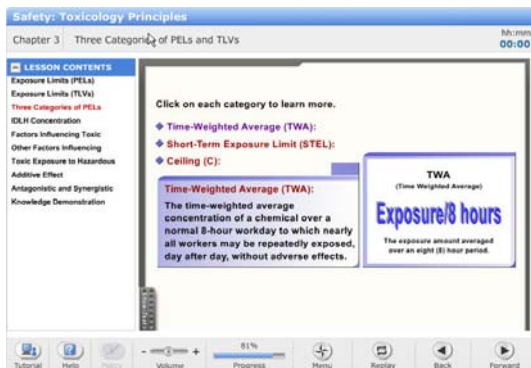 Safety: Toxicology Principles
Chapter 3 Three Categories of PELs and TLVs
hh:mm
00:00
LESSON CONTENTS
Exposure Limits (PELs)
Exposure Limits (TLVs)
Three Categories of PELs
IDLH Concentration
Factors Influencing Toxic
Other Factors Influencing
Toxic Exposure to Hazardous
Additive Effect
Antagonistic and Synergistic
Knowledge Demonstration
Click on each category to learn more.
Time-Weighted Average (TWA):
Short-Term Exposure Limit (STEL):
Ceiling (C):
Time-Weighted Average (TWA):
The time-weighted average
concentration of a chemical over a
normal 8-hour workday to which nearly
all workers may be repeatedly exposed,
day after day, without adverse effects.
TWA
(Time Weighted Average)
Exposure/8 hours
The exposure amount averaged
over an eight (8) hour period.
Tutorial
Help
- +
Volume
81%
Progress
Menu
Replay
Back
Forward